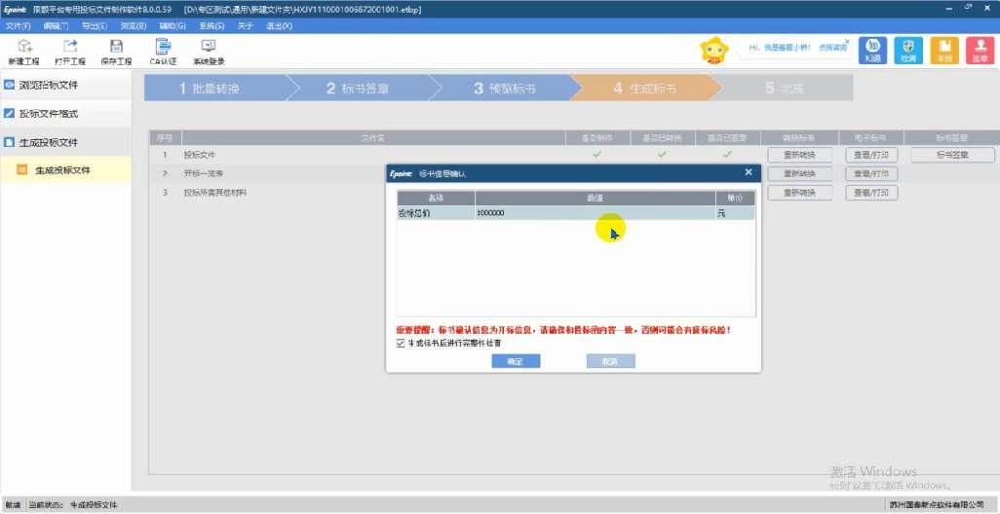 Epoint 限额平台专用投标文件制作软件8.0.0.59 [D:\专区测试\通用\新建文件夹\HXJY1110001006672001001.etbp]
文件(F) 编辑(T) 导出(E) 浏览(B) 辅助(G) 系统(S) 关于 退出(X)
新建工程 打开工程 保存工程 CA认证 系统登录
Hi, 我是客服小桥! 点我咨询
知道 检测
浏览招标文件
投标文件格式
生成投标文件
生成投标文件
1 批量转换 2 标书签章 3 预览标书 4 生成标书 5 完成
序号 文件名 是否制作 是否已转换 是否已签章 转换标书 电子标书 标书签章
1 投标文件 重新转换 查看/打印 标书签章
2 开标一览表 重新转换 查看/打印
3 投标所需其他材料 重新转换 查看/打印
Epoint 标书信息确认
名称 数值 单位
投标总价 1000000 元
重要提醒：标书确认信息为开标信息，请确保和投标的内容一致，否则可能会有废标风险！
生成标书后进行完整性检查
确定 取消
激活 Windows
转到"设置"以激活 Windows。
就绪 当前状态: 生成投标文件 苏州国泰新点软件有限公司